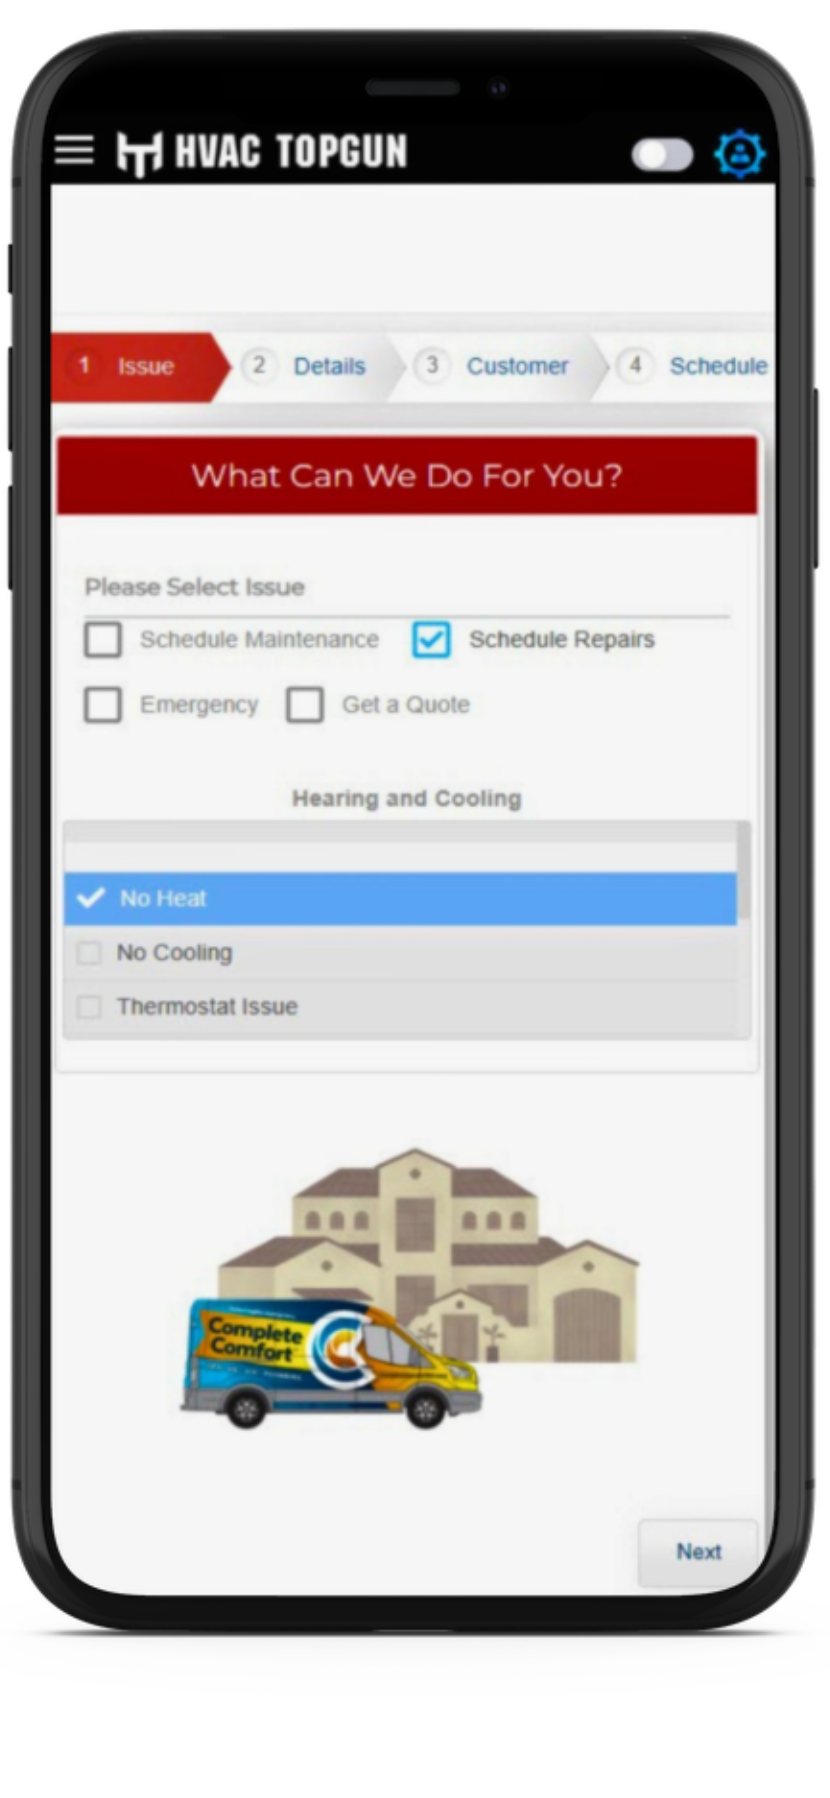 HVAC TOPGUN
1 Issue 2 Details 3 Customer 4 Schedule
What Can We Do For You?
Please Select Issue
Schedule Maintenance Schedule Repairs
Emergency Get a Quote
Hearing and Cooling
No Heat
No Cooling
Thermostat Issue
Complete
Comfort
Next